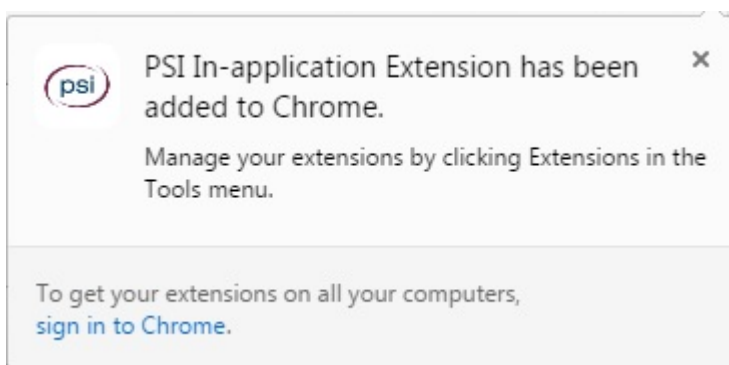 psi
PSI In-application Extension has been
added to Chrome.
Manage your extensions by clicking Extensions in the
Tools menu.
To get your extensions on all your computers,
sign in to Chrome.